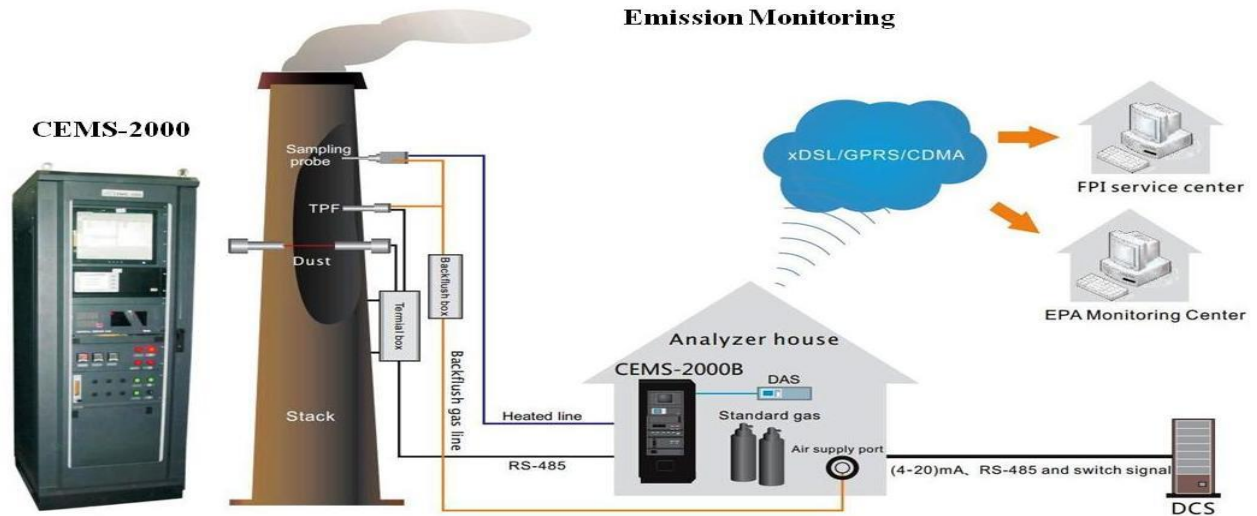 Emission Monitoring
CEMS-2000
Sampling
probe
TPF
Dust
Stack
Backflush box
Termial box
Backflush gas line
Heated line
RS-485
xDSL/GPRS/CDMA
FPI service center
EPA Monitoring Center
Analyzer house
CEMS-2000B
DAS
Standard gas
Air supply port
(4-20)mA、RS-485 and switch signal
DCS